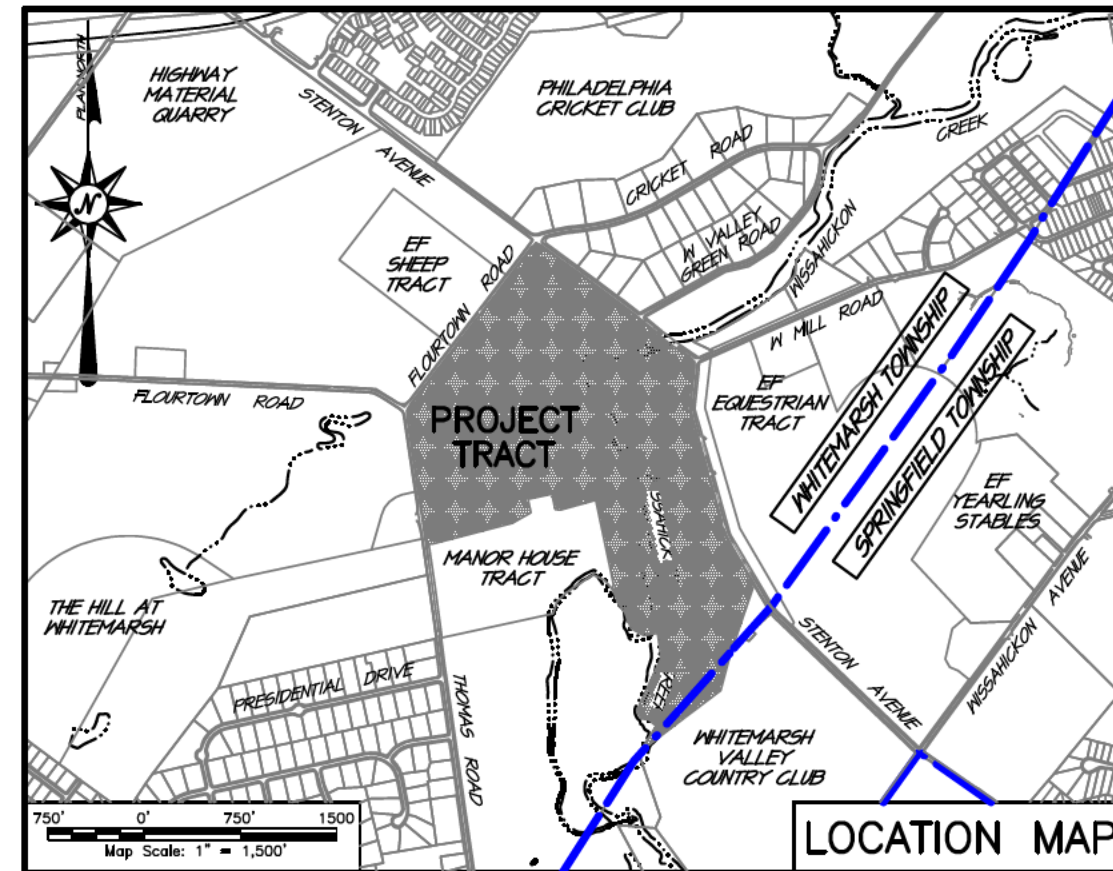 PLAN NORTH
N
HIGHWAY
MATERIAL
QUARRY
STENTON
AVENUE
PHILADELPHIA
CRICKET CLUB
CREEK
CRICKET ROAD
W VALLEY
GREEN ROAD
WISSAHICKON
EF
SHEEP
TRACT
FLOURTOWN ROAD
W MILL ROAD
WHITEMARSH TOWNSHIP
SPRINGFIELD TOWNSHIP
FLOURTOWN ROAD
PROJECT
TRACT
EF
EQUESTRIAN
TRACT
EF
YEARLING
STABLES
SSAHICK
MANOR HOUSE
TRACT
THE HILL AT
WHITEMARSH
STENTON
AVENUE
WISSAHICKON
AVENUE
PRESIDENTIAL DRIVE
REEK
THOMAS ROAD
WHITEMARSH
VALLEY
COUNTRY CLUB
750' 0' 750' 1500
Map Scale: 1" = 1,500'
LOCATION MAP